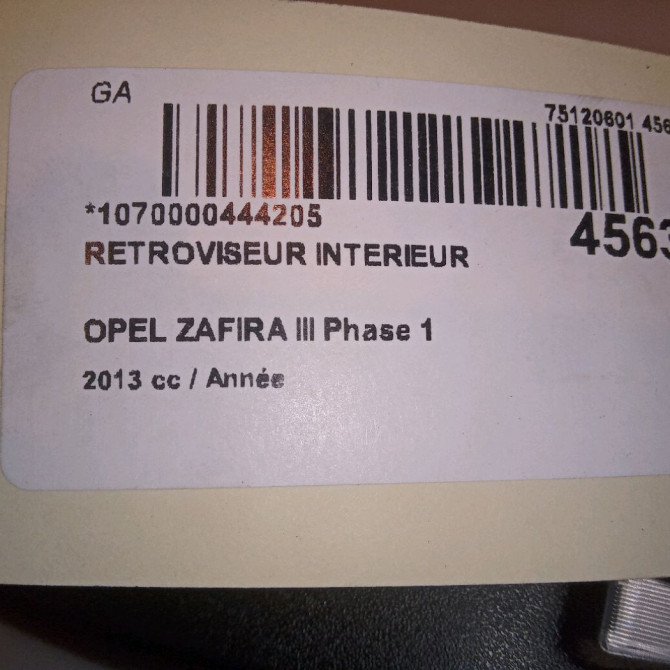 GA
75120601 456
*1070000444205
4563
RETROVISEUR INTERIEUR
OPEL ZAFIRA III Phase 1
2013 cc / Année